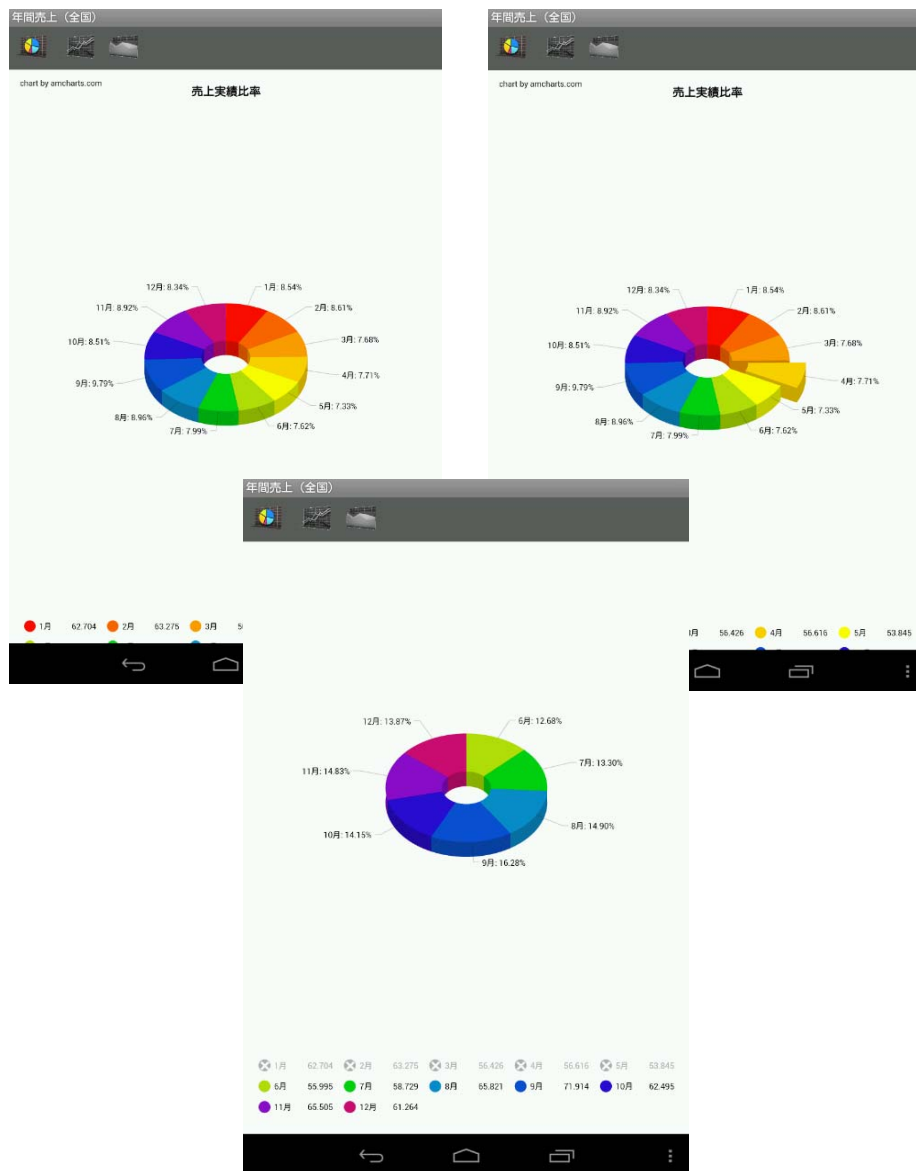 年間売上（全国）
chart by amcharts.com
売上実績比率
12月: 8.34%
1月: 8.54%
11月: 8.92%
2月: 8.61%
10月: 8.51%
3月: 7.68%
9月: 9.79%
4月: 7.71%
8月: 8.96%
5月: 7.33%
7月: 7.99%
6月: 7.62%
1月 62.704 2月 63.275 3月
年間売上（全国）
chart by amcharts.com
売上実績比率
12月: 8.34%
1月: 8.54%
11月: 8.92%
2月: 8.61%
10月: 8.51%
3月: 7.68%
9月: 9.79%
4月: 7.71%
8月: 8.96%
5月: 7.33%
7月: 7.99%
6月: 7.62%
月 56.426 4月 56.616 5月 53.845
年間売上（全国）
12月: 13.87%
6月: 12.68%
11月: 14.83%
7月: 13.30%
10月: 14.15%
8月: 14.90%
9月: 16.28%
1月 62.704 2月 63.275 3月 56.426 4月 56.616 5月 53.845
6月 55.995 7月 58.729 8月 65.821 9月 71.914 10月 62.495
11月 65.505 12月 61.264